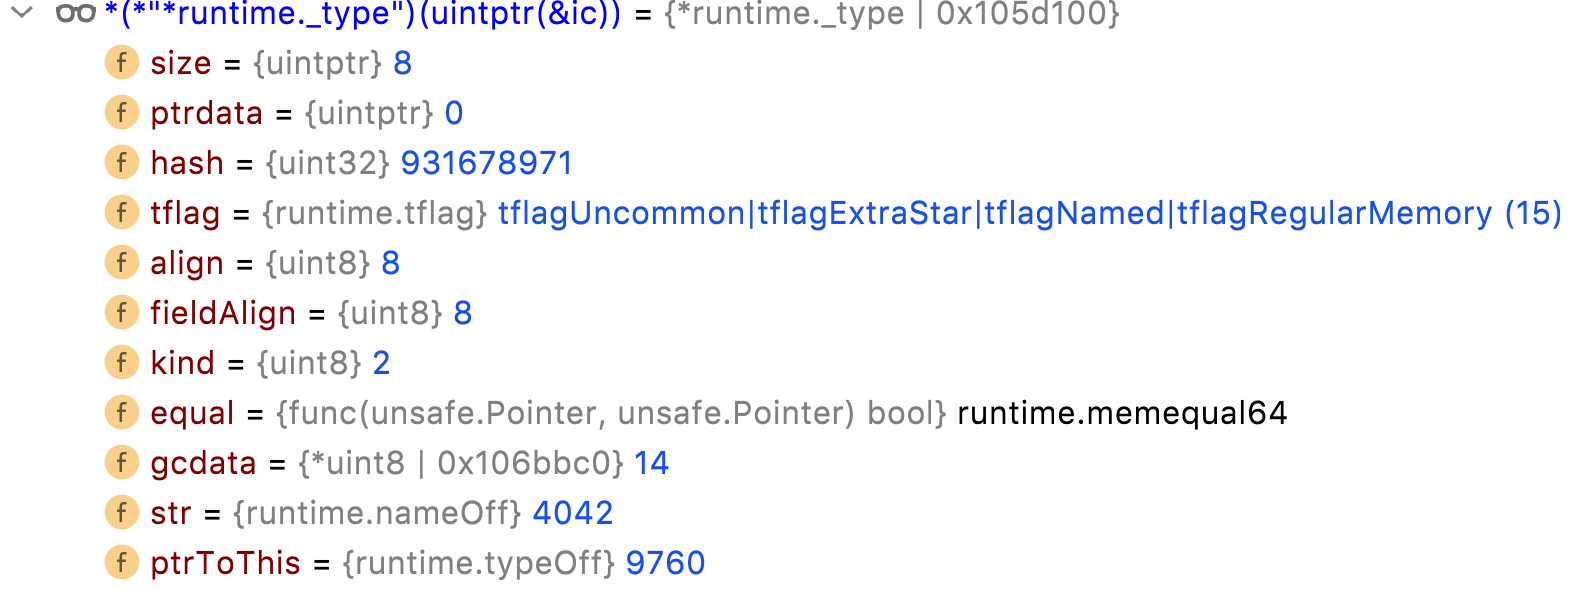 *(*"*runtime._type")(uintptr(&ic)) = {*runtime._type | 0x105d100}
f size = {uintptr} 8
f ptrdata = {uintptr} 0
f hash = {uint32} 931678971
f tflag = {runtime.tflag} tflagUncommon|tflagExtraStar|tflagNamed|tflagRegularMemory (15)
f align = {uint8} 8
f fieldAlign = {uint8} 8
f kind = {uint8} 2
f equal = {func(unsafe.Pointer, unsafe.Pointer) bool} runtime.memequal64
f gcdata = {*uint8 | 0x106bbc0} 14
f str = {runtime.nameOff} 4042
f ptrToThis = {runtime.typeOff} 9760